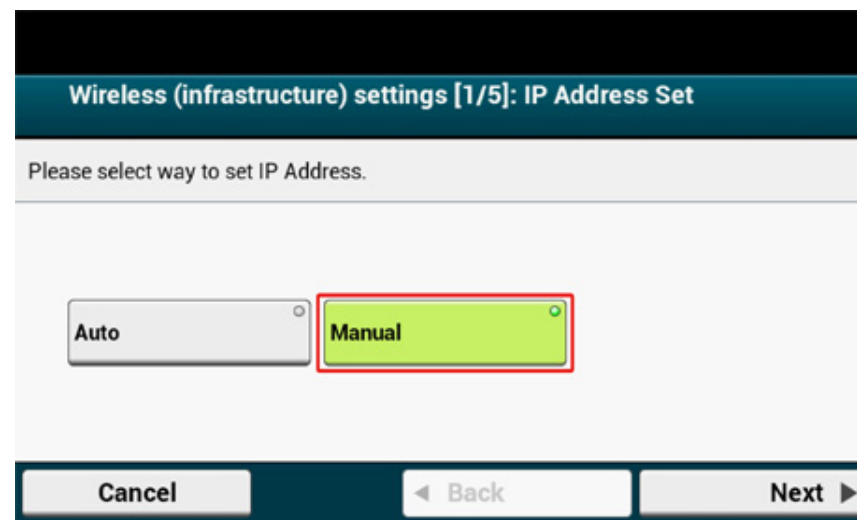 Wireless (infrastructure) settings [1/5]: IP Address Set
Please select way to set IP Address.
Auto
Manual
Cancel
◀ Back
Next ▶